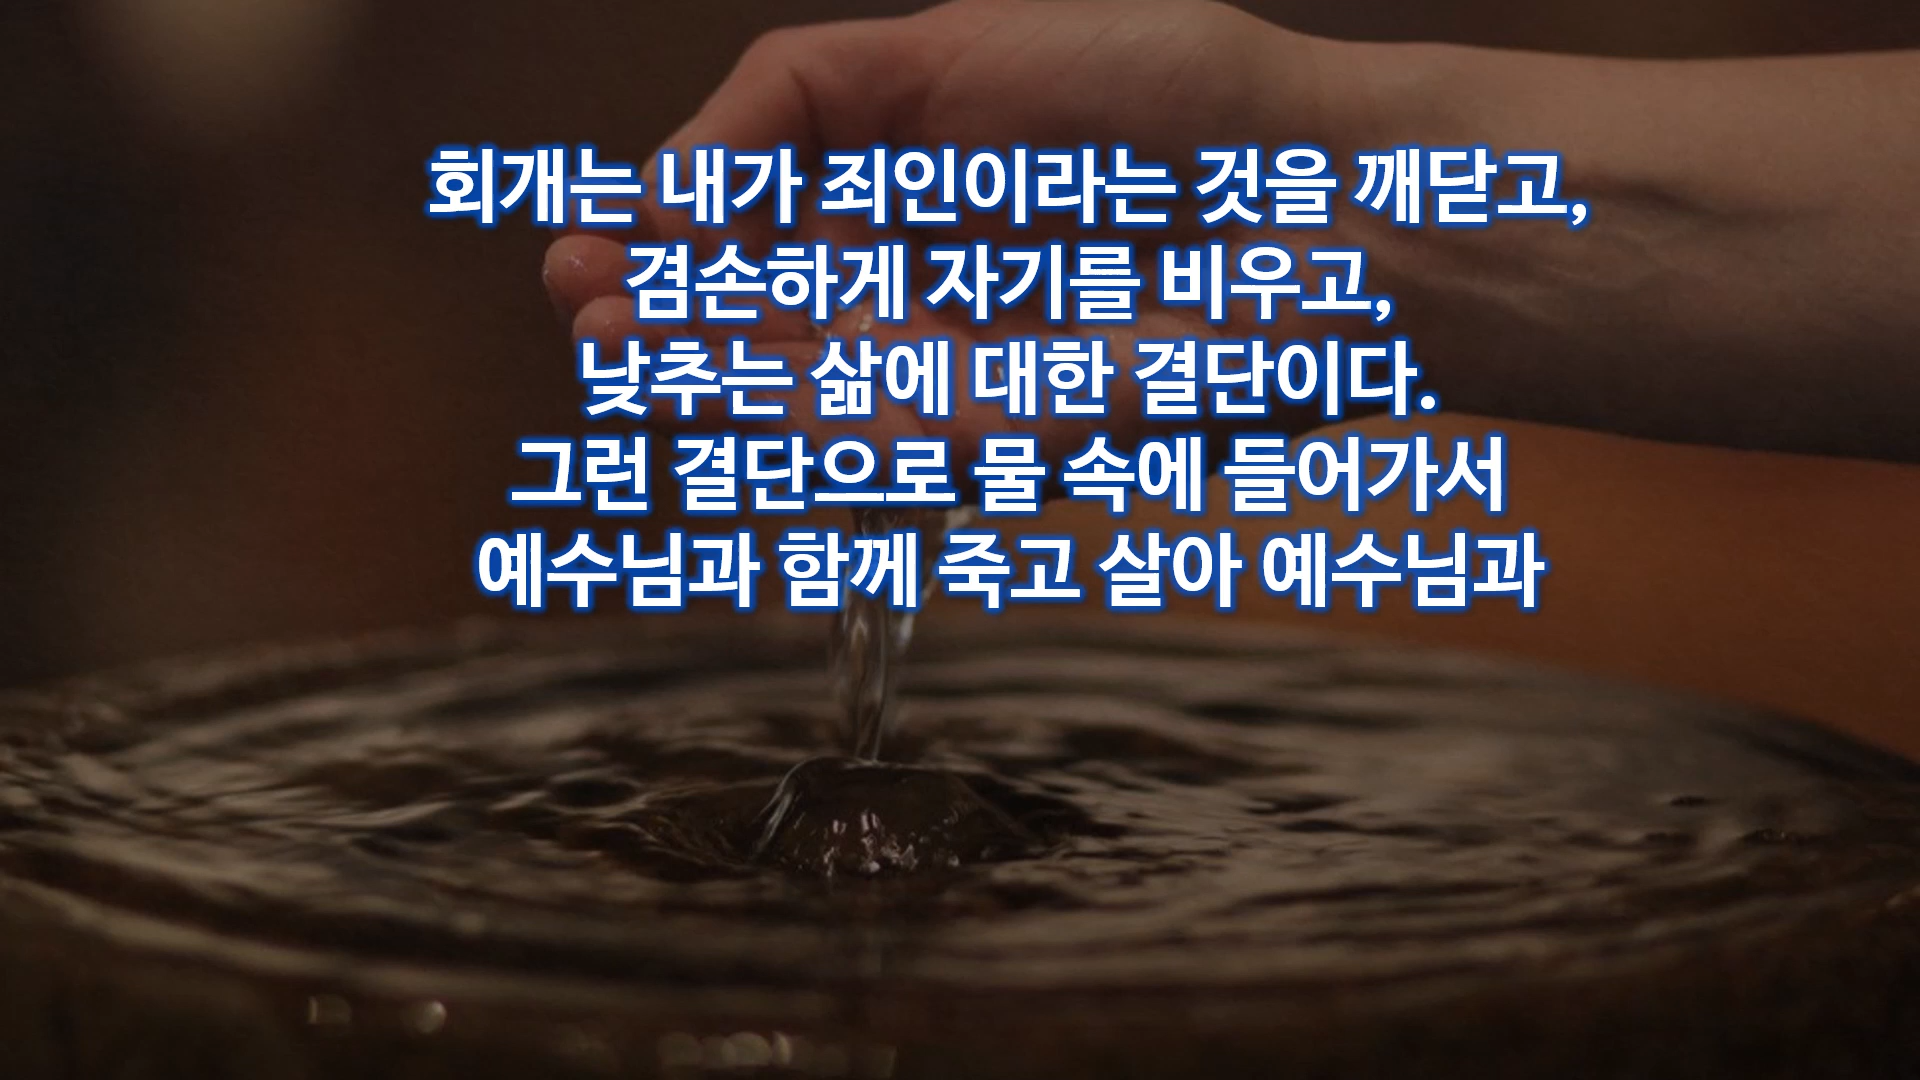 회개는 내가 죄인이라는 것을 깨닫고,
겸손하게 자기를 비우고,
낮추는 삶에 대한 결단이다.
그런 결단으로 물 속에 들어가서
예수님과 함께 죽고 살아 예수님과